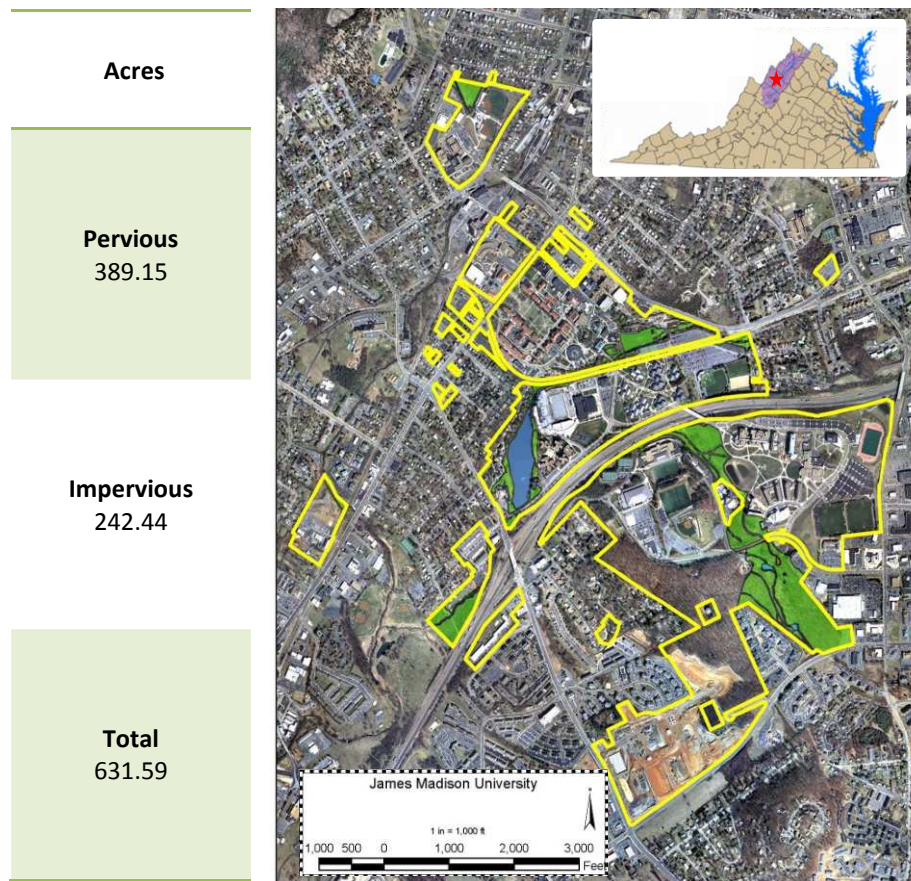 Acres
Pervious
389.15
Impervious
242.44
Total
631.59
James Madison University
1 in = 1,000 ft
1,000 500 0 1,000 2,000 3,000
Feet